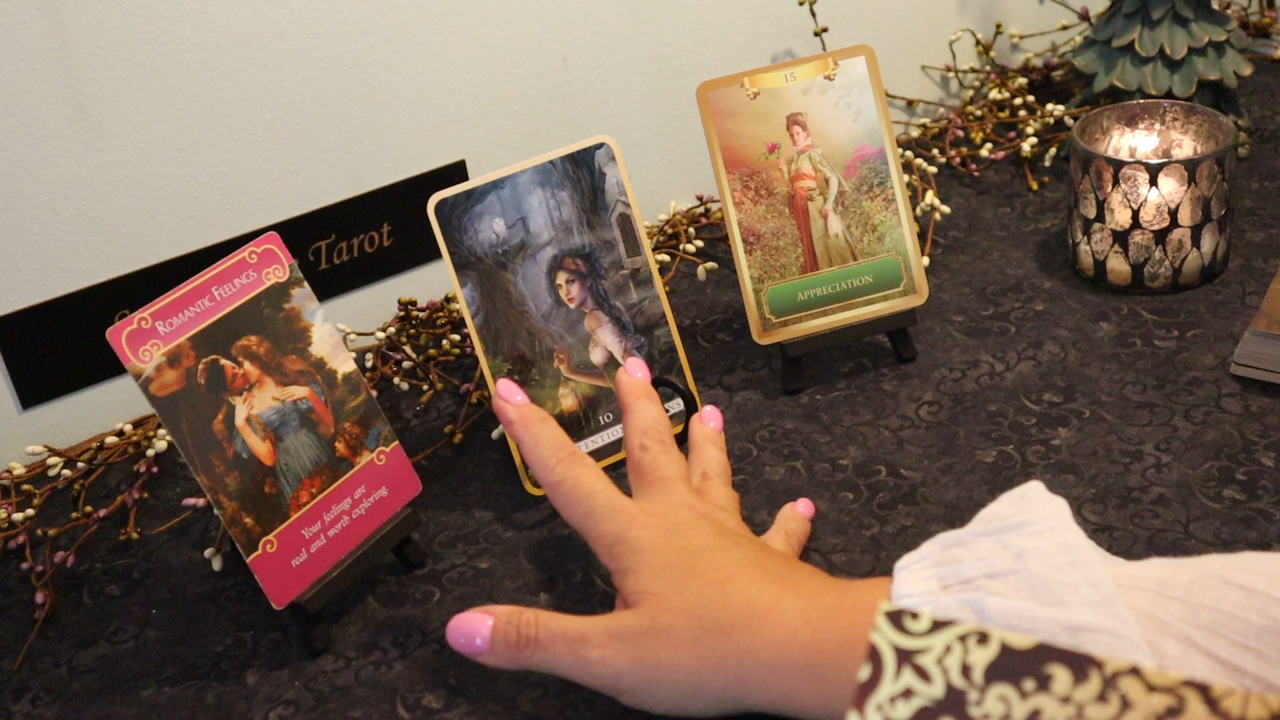 Tarot
ROMANTIC FEELINGS
Your feelings are
real and worth exploring.
10
15
APPRECIATION